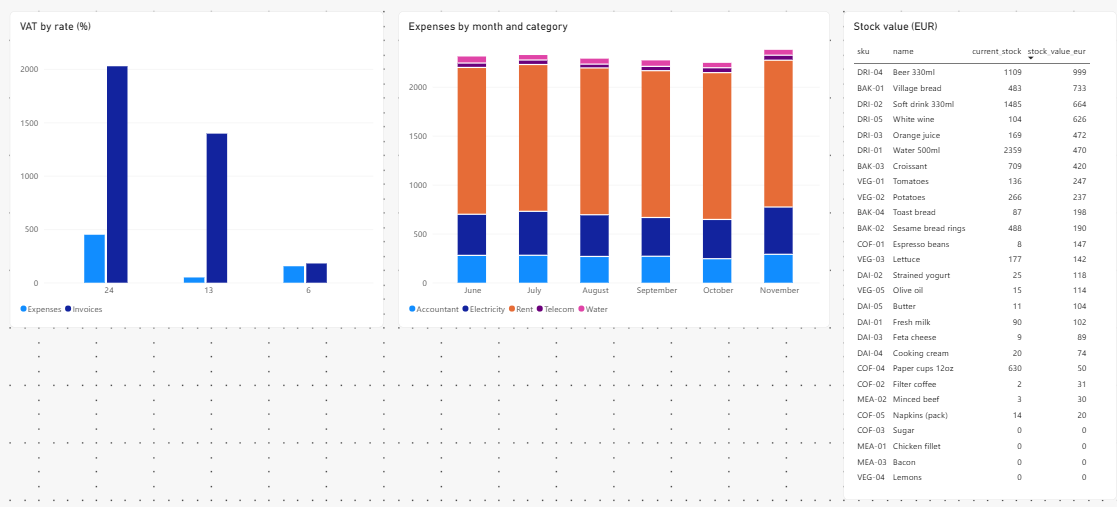 VAT by rate (%)
2000
1500
1000
500
0
24 13 6
Expenses Invoices
Expenses by month and category
2000
1500
1000
500
0
June July August September October November
Accountant Electricity Rent Telecom Water
Stock value (EUR)
sku name current_stock stock_value_eur
DRI-04 Beer 330ml 1109 999
BAK-01 Village bread 483 733
DRI-02 Soft drink 330ml 1485 664
DRI-05 White wine 104 626
DRI-03 Orange juice 169 472
DRI-01 Water 500ml 2359 470
BAK-03 Croissant 709 420
VEG-01 Tomatoes 136 247
VEG-02 Potatoes 266 237
BAK-04 Toast bread 87 198
BAK-02 Sesame bread rings 488 190
COF-01 Espresso beans 8 147
VEG-03 Lettuce 177 142
DAI-02 Strained yogurt 25 118
VEG-05 Olive oil 15 114
DAI-05 Butter 11 104
DAI-01 Fresh milk 90 102
DAI-03 Feta cheese 9 89
DAI-04 Cooking cream 20 74
COF-04 Paper cups 12oz 630 50
COF-02 Filter coffee 2 31
MEA-02 Minced beef 3 30
COF-05 Napkins (pack) 14 20
COF-03 Sugar 0 0
MEA-01 Chicken fillet 0 0
MEA-03 Bacon 0 0
VEG-04 Lemons 0 0